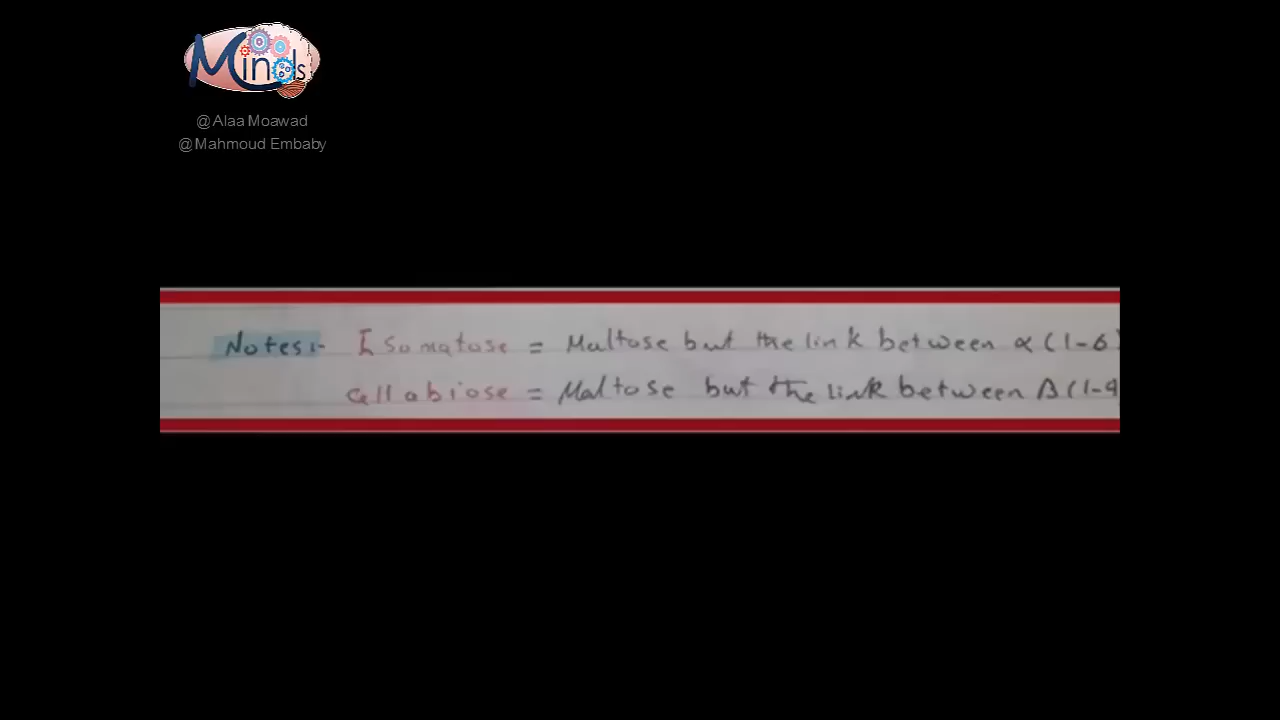 Minds
@Alaa Moawad
@Mahmoud Embaby
Notes:- Isomatose = Maltose but the link between α (1-6)
cellabiose = Maltose but the link between β (1-4